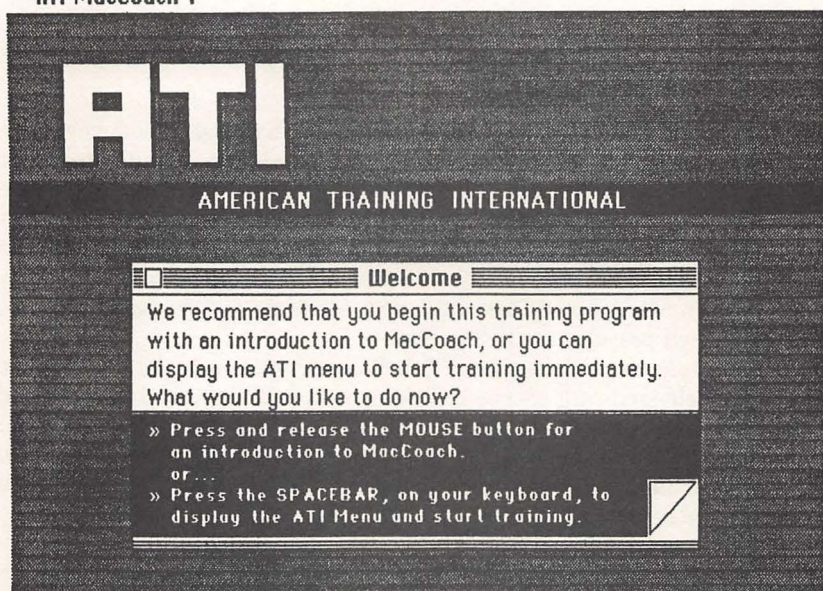 ATI MacCoach 1
ATI
AMERICAN TRAINING INTERNATIONAL
Welcome
We recommend that you begin this training program
with an introduction to MacCoach, or you can
display the ATI menu to start training immediately.
What would you like to do now?
» Press and release the MOUSE button for
an introduction to MacCoach.
or...
» Press the SPACEBAR, on your keyboard, to
display the ATI Menu and start training.